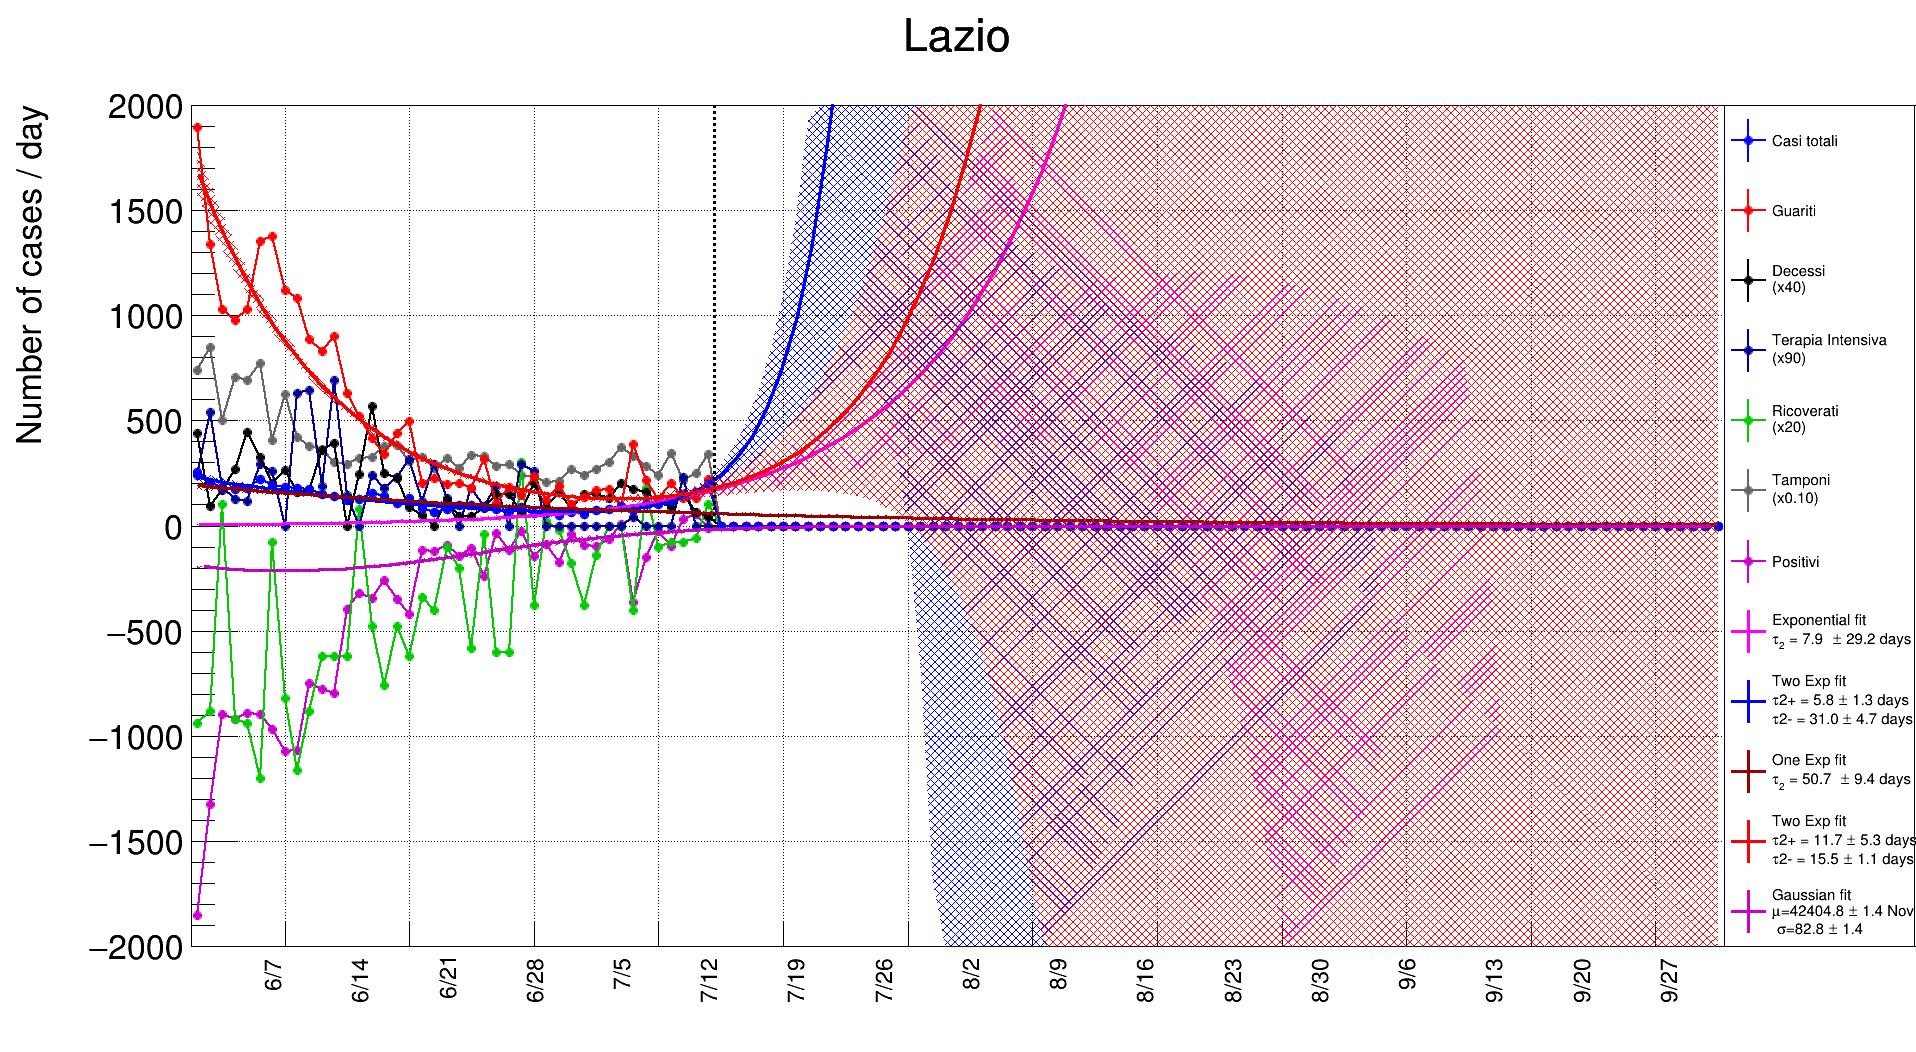 Lazio
Number of cases / day
2000
1500
1000
500
0
−500
−1000
−1500
−2000
6/7
6/14
6/21
6/28
7/5
7/12
7/19
7/26
8/2
8/9
8/16
8/23
8/30
9/6
9/13
9/20
9/27
Casi totali
Guariti
Decessi
(x40)
Terapia Intensiva
(x90)
Ricoverati
(x20)
Tamponi
(x0.10)
Positivi
Exponential fit
τ2 = 7.9 ± 29.2 days
Two Exp fit
τ2+ = 5.8 ± 1.3 days
τ2- = 31.0 ± 4.7 days
One Exp fit
τ2 = 50.7 ± 9.4 days
Two Exp fit
τ2+ = 11.7 ± 5.3 days
τ2- = 15.5 ± 1.1 days
Gaussian fit
μ=42404.8 ± 1.4 Nov
σ=82.8 ± 1.4